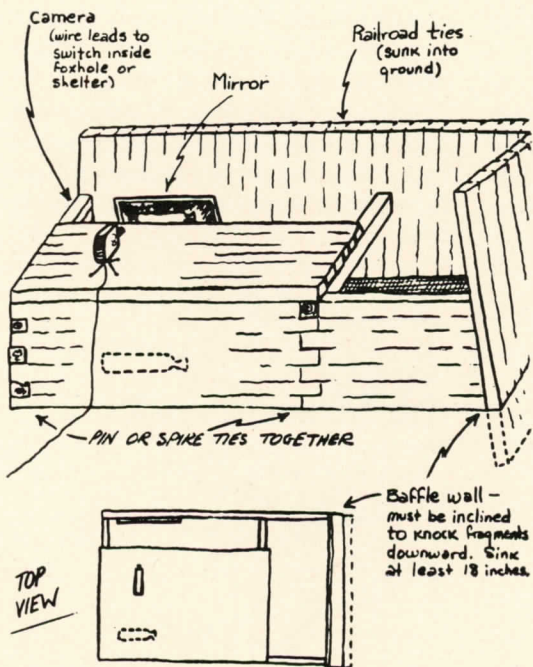 Camera
(wire leads to
switch inside
foxhole or
shelter)
Mirror
Railroad ties
(sunk into
ground)
PIN OR SPIKE TIES TOGETHER
Baffle wall –
must be inclined
to knock fragments
downward. Sink
at least 18 inches.
TOP
VIEW